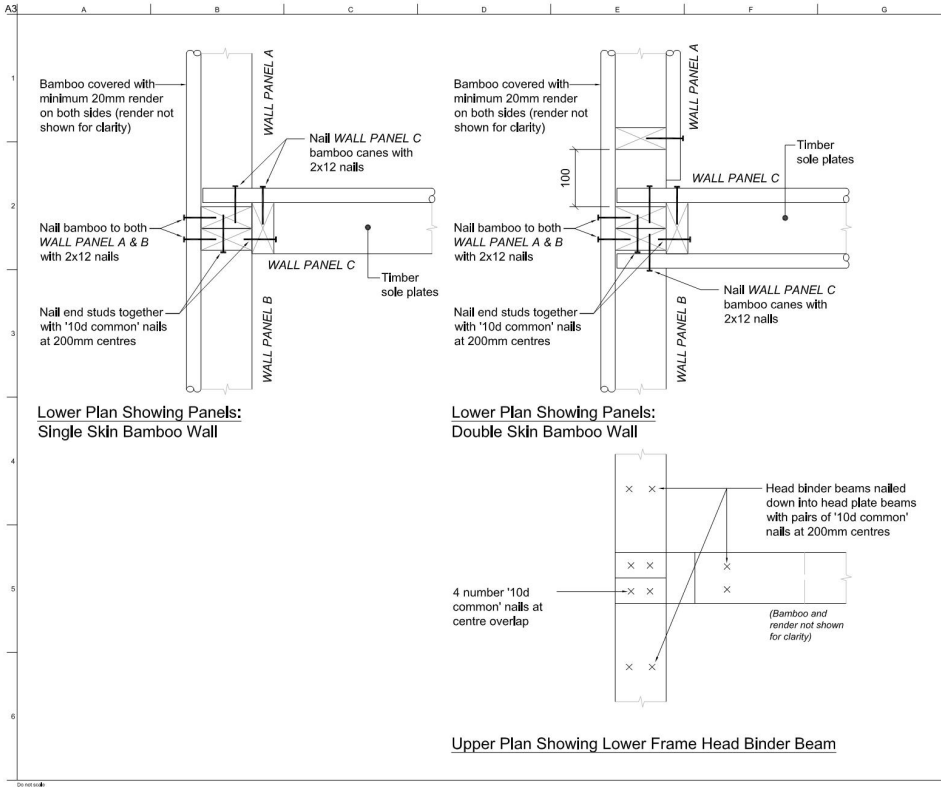 A3
A
B
C
D
E
F
G
1
2
3
4
5
6
Bamboo covered with
minimum 20mm render
on both sides (render not
shown for clarity)
WALL PANEL A
Nail WALL PANEL C
bamboo canes with
2x12 nails
Nail bamboo to both
WALL PANEL A & B
with 2x12 nails
WALL PANEL C
Timber
sole plates
Nail end studs together
with '10d common' nails
at 200mm centres
WALL PANEL B
Lower Plan Showing Panels:
Single Skin Bamboo Wall
Bamboo covered with
minimum 20mm render
on both sides (render not
shown for clarity)
WALL PANEL A
100
Timber
sole plates
WALL PANEL C
Nail bamboo to both
WALL PANEL A & B
with 2x12 nails
Nail WALL PANEL C
bamboo canes with
2x12 nails
Nail end studs together
with '10d common' nails
at 200mm centres
WALL PANEL B
Lower Plan Showing Panels:
Double Skin Bamboo Wall
Head binder beams nailed
down into head plate beams
with pairs of '10d common'
nails at 200mm centres
4 number '10d
common' nails at
centre overlap
(Bamboo and
render not shown
for clarity)
Upper Plan Showing Lower Frame Head Binder Beam
Do not scale